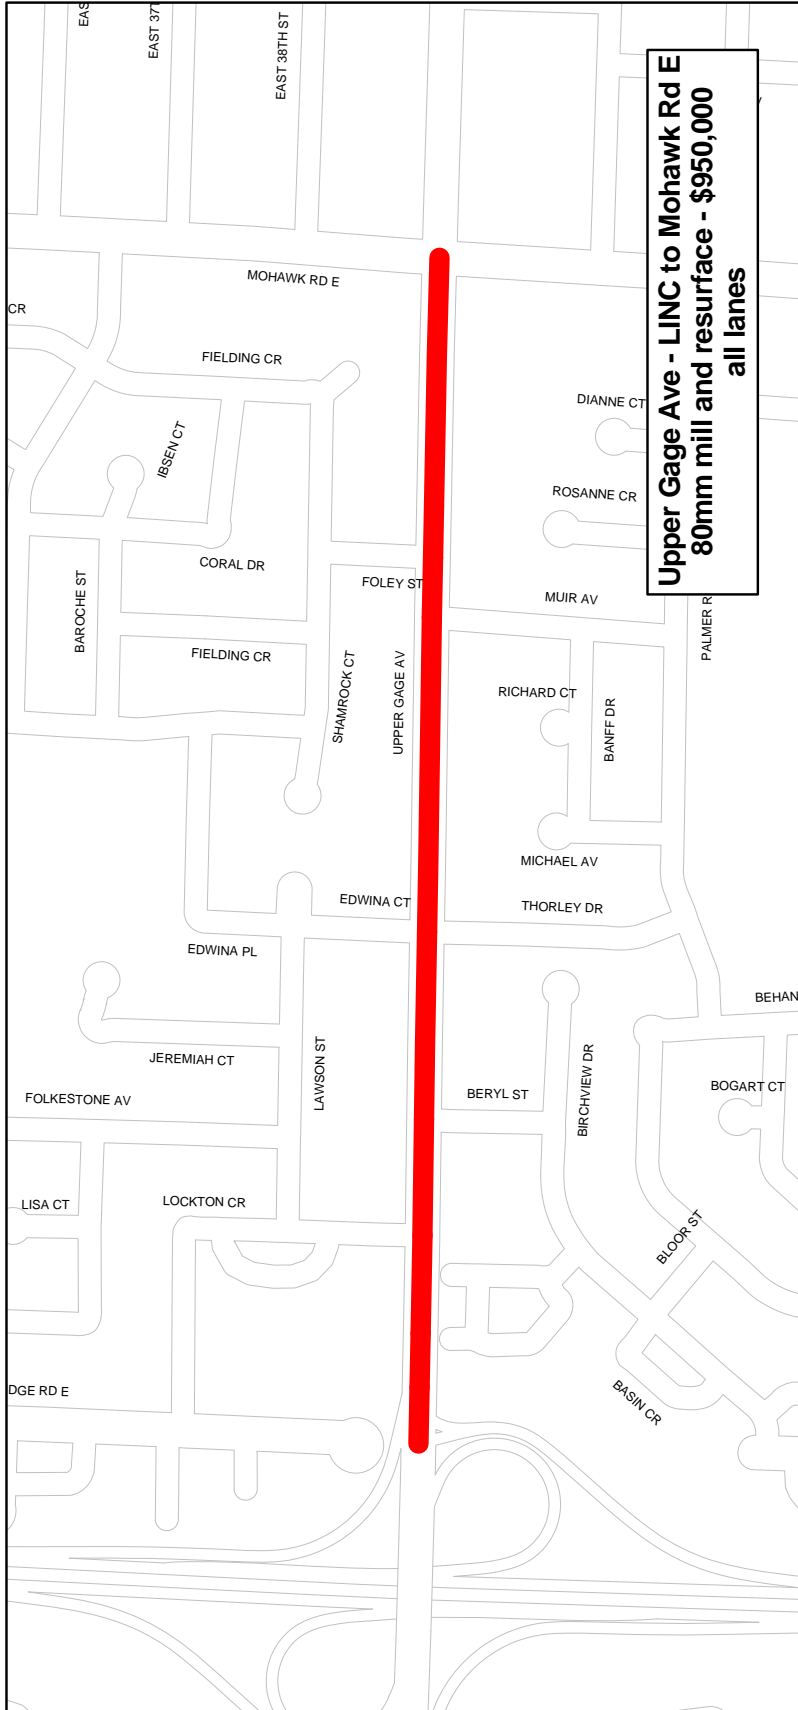 EAS
EAST 37T
EAST 38TH ST
Upper Gage Ave - LINC to Mohawk Rd E
80mm mill and resurface - $950,000
all lanes
MOHAWK RD E
CR
FIELDING CR
DIANNE CT
IBSEN CT
ROSANNE CR
CORAL DR
BAROCHE ST
FOLEY ST
MUIR AV
PALMER R
FIELDING CR
SHAMROCK CT
UPPER GAGE AV
RICHARD CT
BANFF DR
MICHAEL AV
EDWINA CT
THORLEY DR
EDWINA PL
BEHAN
JEREMIAH CT
LAWSON ST
BERYL ST
BIRCHVIEW DR
BOGART CT
FOLKESTONE AV
LISA CT
LOCKTON CR
BLOOR ST
DGE RD E
BASIN CR